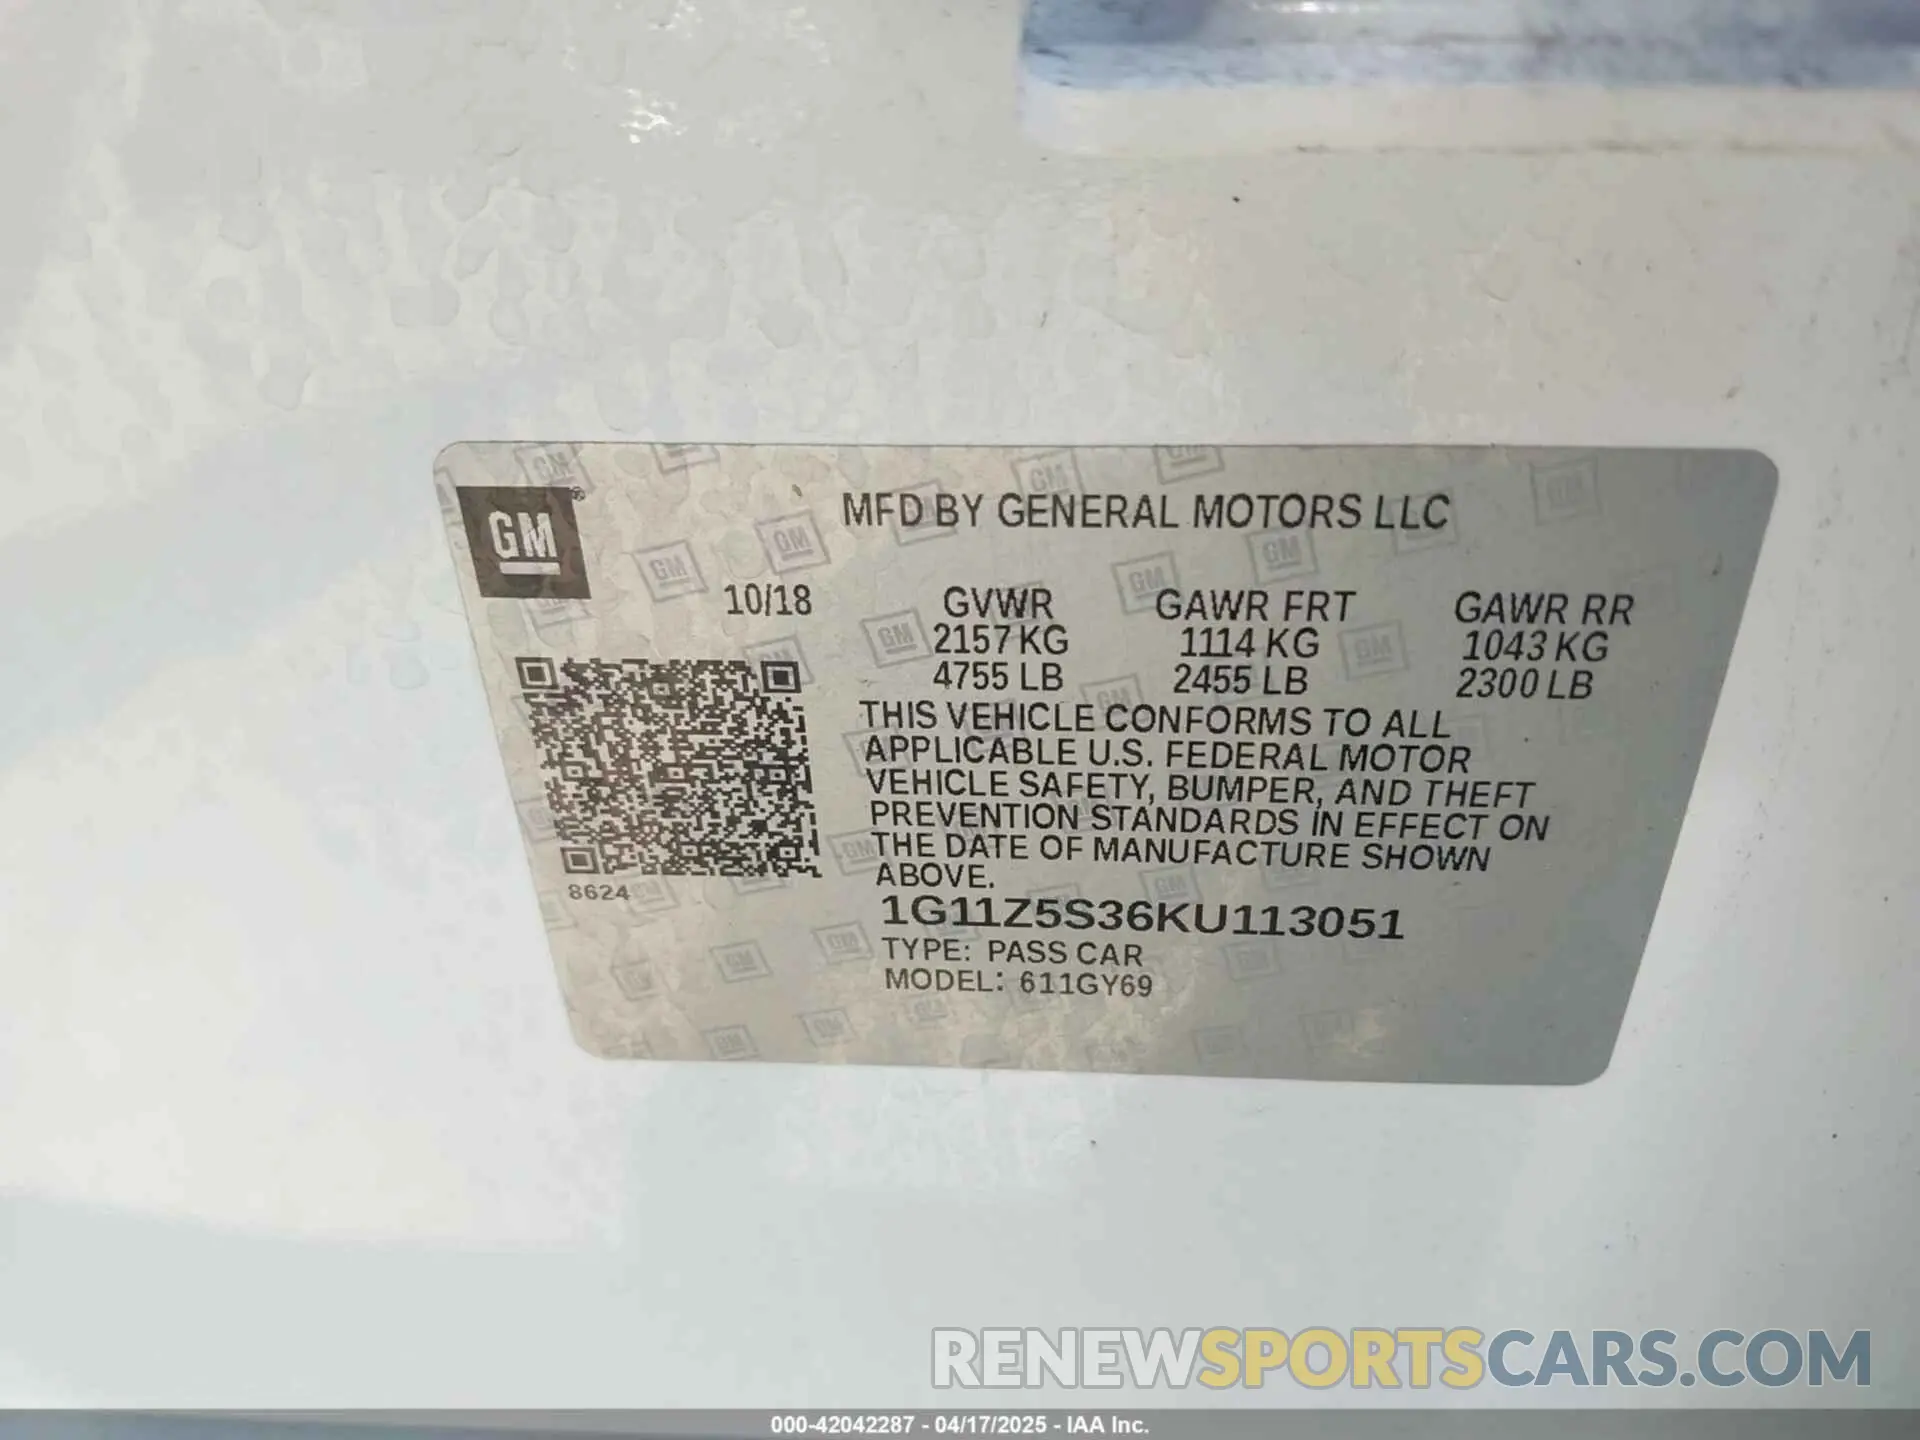 GM®
MFD BY GENERAL MOTORS LLC
10/18 GVWR GAWR FRT GAWR RR
2157 KG 1114 KG 1043 KG
4755 LB 2455 LB 2300 LB
THIS VEHICLE CONFORMS TO ALL
APPLICABLE U.S. FEDERAL MOTOR
VEHICLE SAFETY, BUMPER, AND THEFT
PREVENTION STANDARDS IN EFFECT ON
THE DATE OF MANUFACTURE SHOWN
ABOVE.
8624
1G11Z5S36KU113051
TYPE: PASS CAR
MODEL: 611GY69
RENEWSPORTSCARS.COM
000-42042287 - 04/17/2025 - IAA Inc.